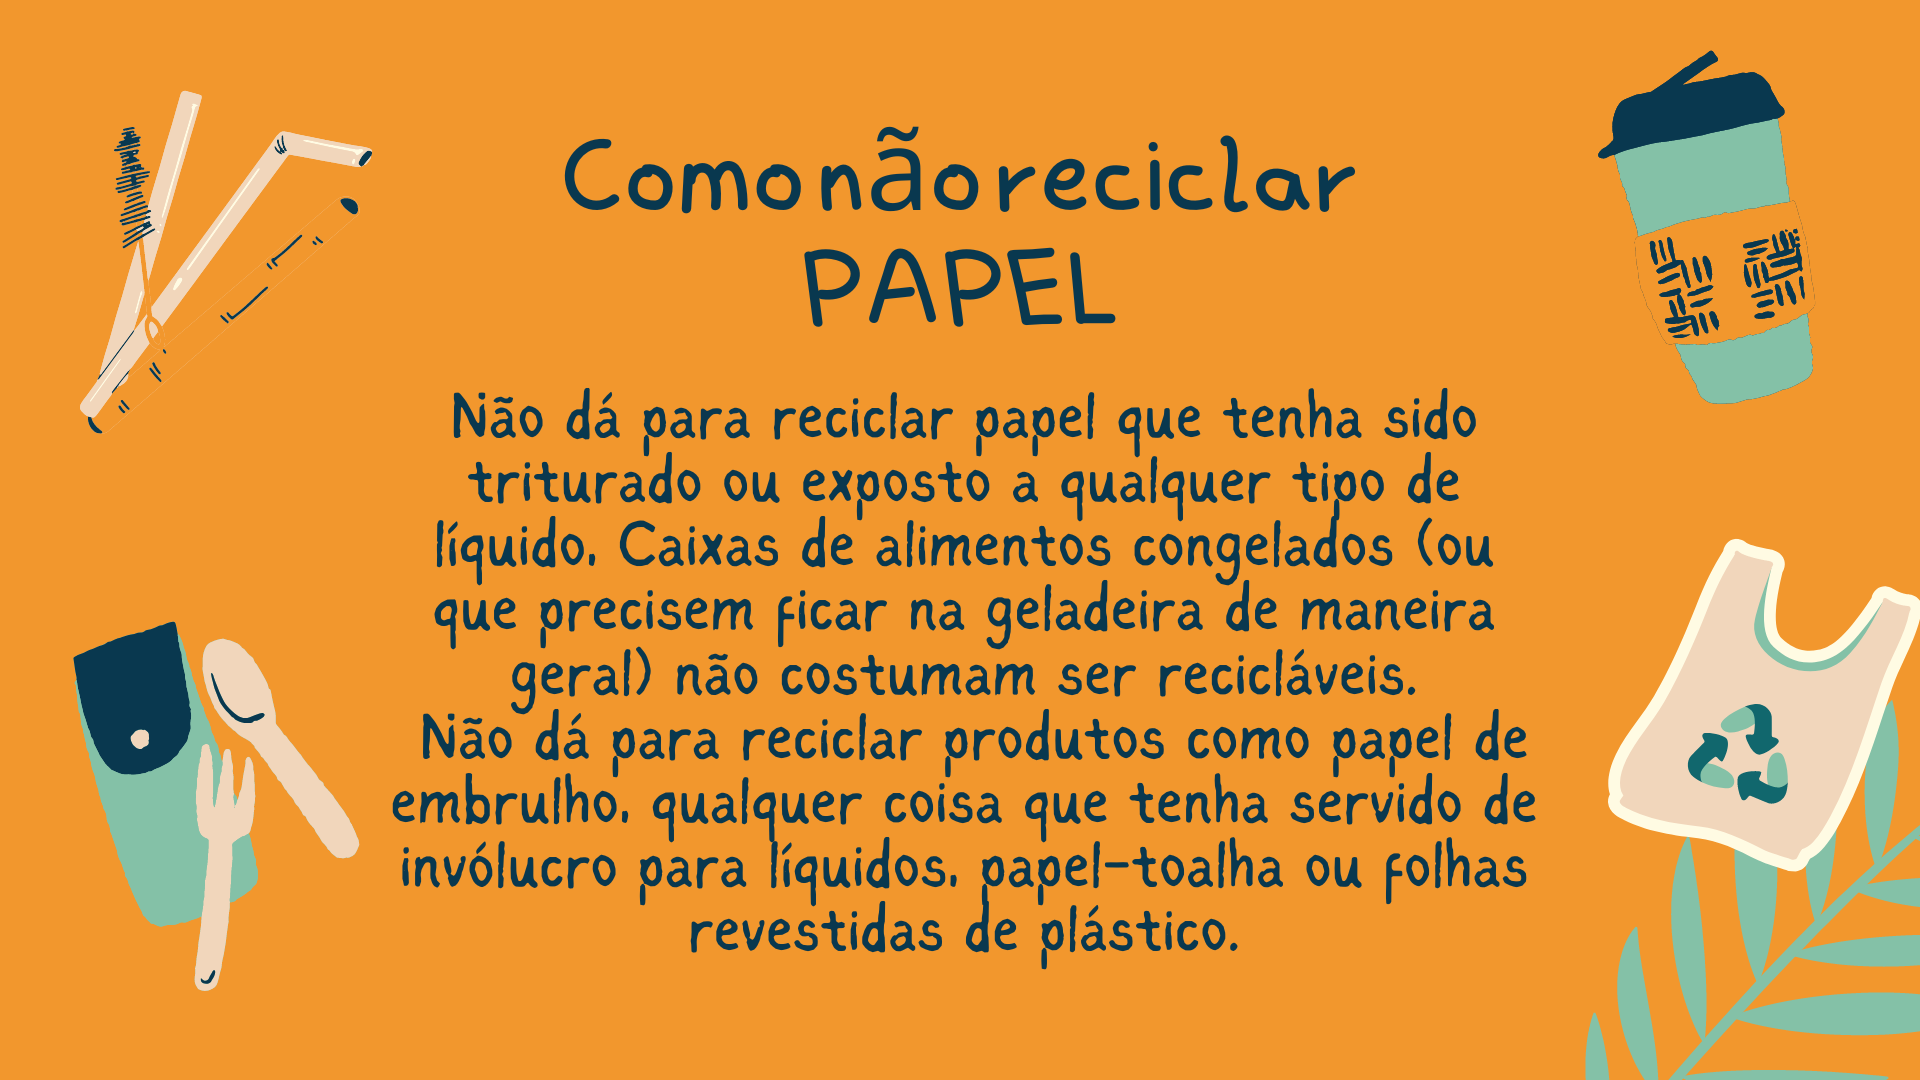 Como não reciclar
PAPEL
Não dá para reciclar papel que tenha sido
triturado ou exposto a qualquer tipo de
líquido. Caixas de alimentos congelados (ou
que precisem ficar na geladeira de maneira
geral) não costumam ser recicláveis.
Não dá para reciclar produtos como papel de
embrulho, qualquer coisa que tenha servido de
invólucro para líquidos, papel-toalha ou folhas
revestidas de plástico.